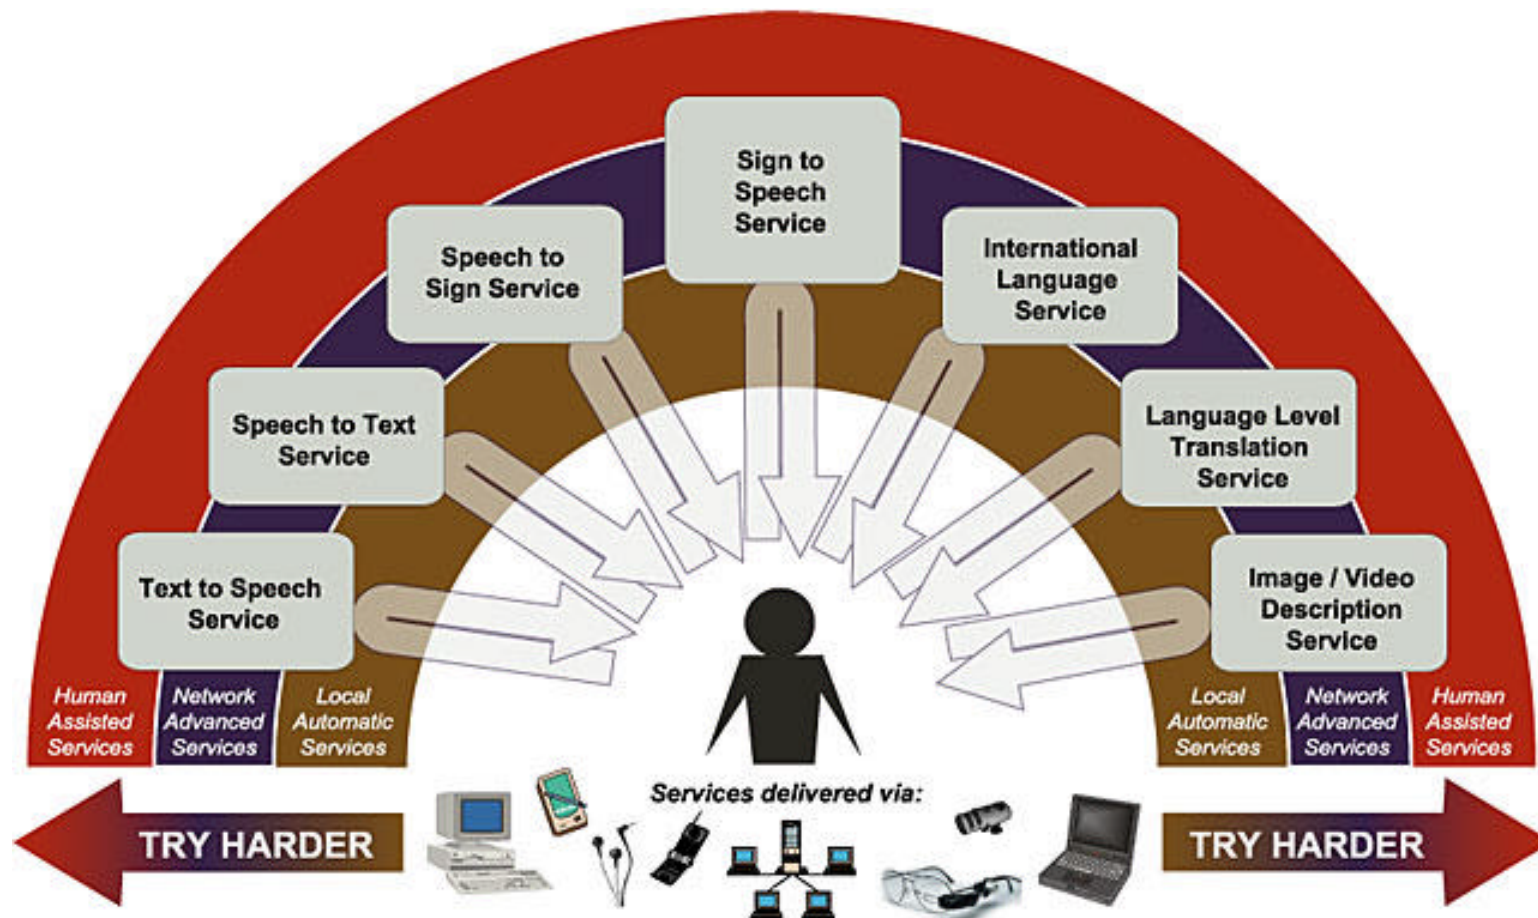 Sign to
Speech
Service
Speech to
Sign Service
International
Language
Service
Speech to Text
Service
Language Level
Translation
Service
Text to Speech
Service
Image / Video
Description
Service
Human
Assisted
Services
Network
Advanced
Services
Local
Automatic
Services
Local
Automatic
Services
Network
Advanced
Services
Human
Assisted
Services
Services delivered via:
TRY HARDER
TRY HARDER